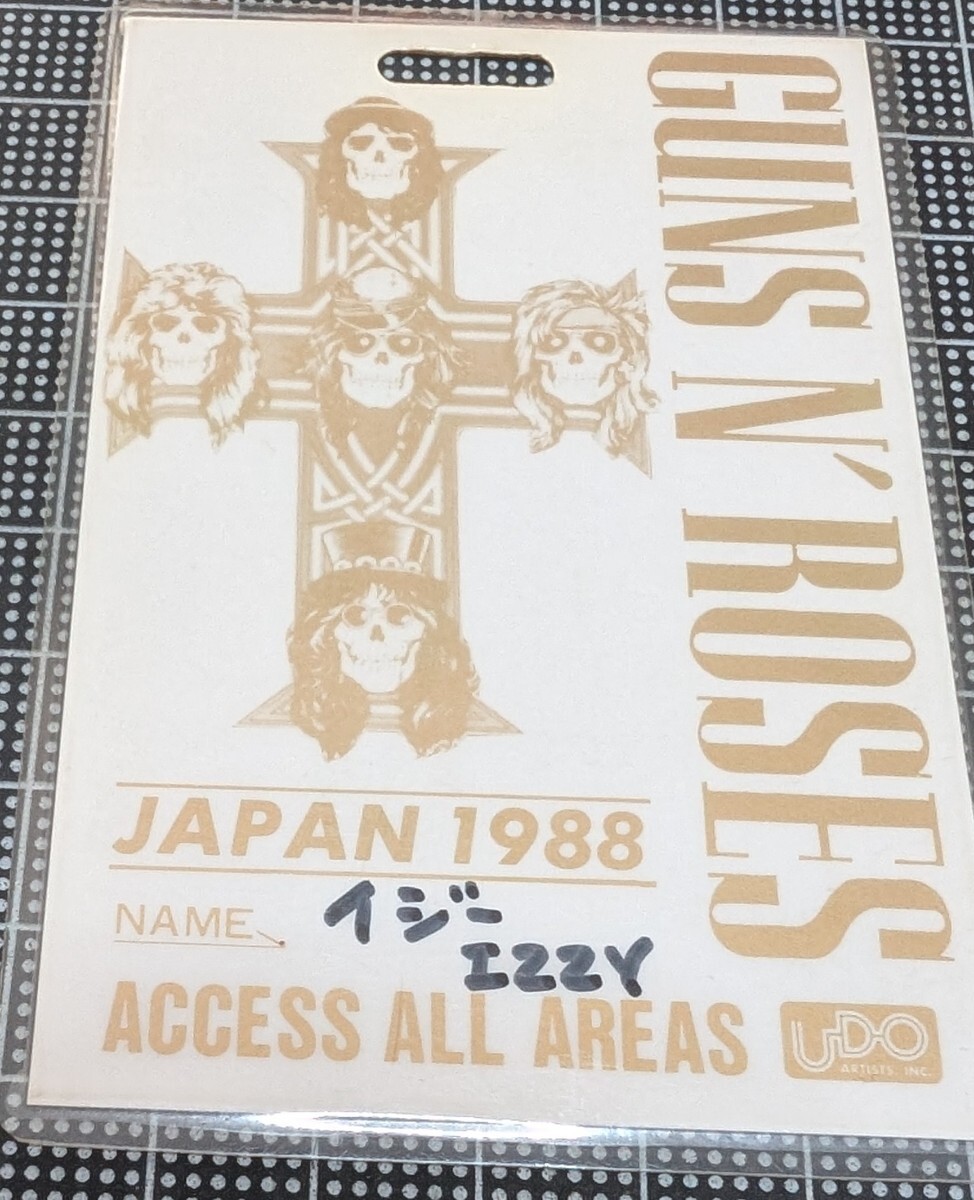 GUNS N' ROSES
JAPAN 1988
NAME
イジー
IZZY
ACCESS ALL AREAS
UDO
ARTISTS, INC.